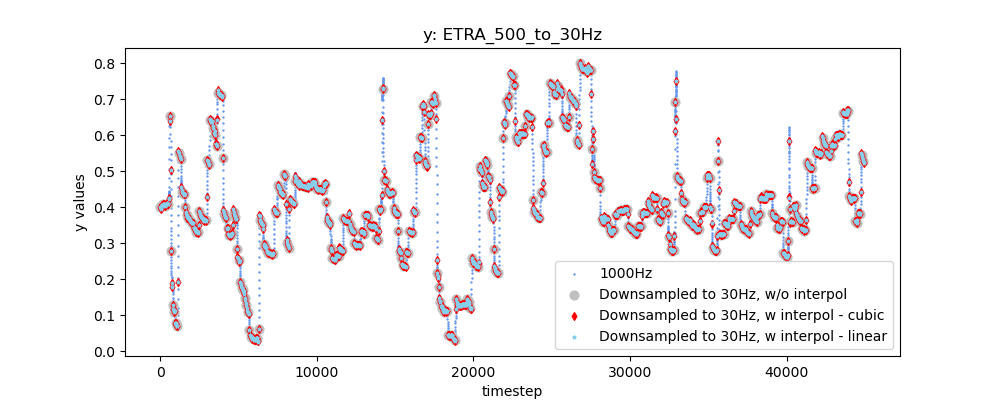 y: ETRA_500_to_30Hz
y values
0.8
0.7
0.6
0.5
0.4
0.3
0.2
0.1
0.0
1000Hz
Downsampled to 30Hz, w/o interpol
Downsampled to 30Hz, w interpol - cubic
Downsampled to 30Hz, w interpol - linear
0
10000
20000
30000
40000
timestep